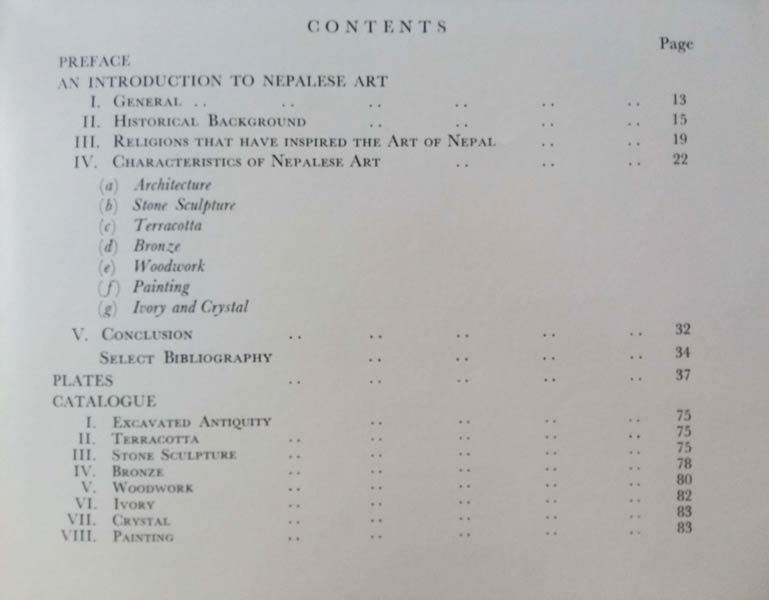 CONTENTS
Page
PREFACE
AN INTRODUCTION TO NEPALESE ART
I. General .. .. .. .. .. .. 13
II. Historical Background .. .. .. .. 15
III. Religions that have inspired the Art of Nepal .. .. 19
IV. Characteristics of Nepalese Art .. .. .. 22
(a) Architecture
(b) Stone Sculpture
(c) Terracotta
(d) Bronze
(e) Woodwork
(f) Painting
(g) Ivory and Crystal
V. Conclusion .. .. .. .. .. 32
Select Bibliography .. .. .. .. 34
PLATES .. .. .. .. .. 37
CATALOGUE
I. Excavated Antiquity .. .. .. .. 75
II. Terracotta .. .. .. .. .. 75
III. Stone Sculpture .. .. .. .. .. 75
IV. Bronze .. .. .. .. .. 78
V. Woodwork .. .. .. .. .. 80
VI. Ivory .. .. .. .. .. 82
VII. Crystal .. .. .. .. .. 83
VIII. Painting .. .. .. .. .. 83